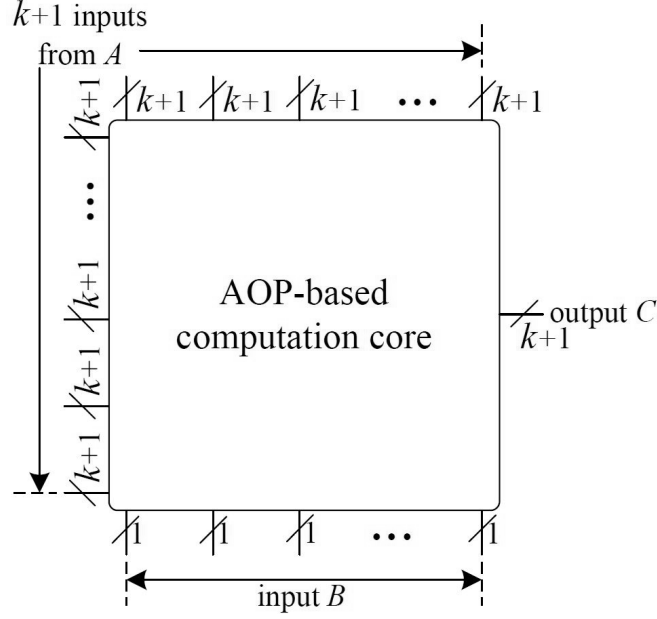 k+1 inputs
from A
k+1 k+1 k+1 ••• k+1
k+1
•••
k+1
k+1
k+1
AOP-based
computation core
output C
k+1
1 1 1 ••• 1
input B